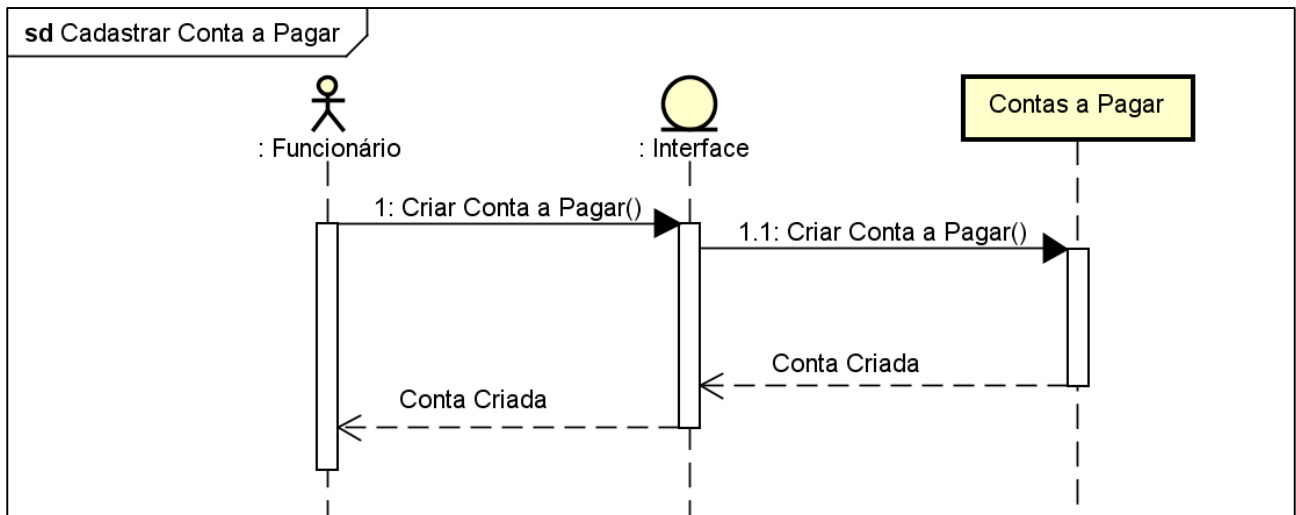 sd Cadastrar Conta a Pagar
: Funcionário
: Interface
Contas a Pagar
1: Criar Conta a Pagar()
1.1: Criar Conta a Pagar()
Conta Criada
Conta Criada